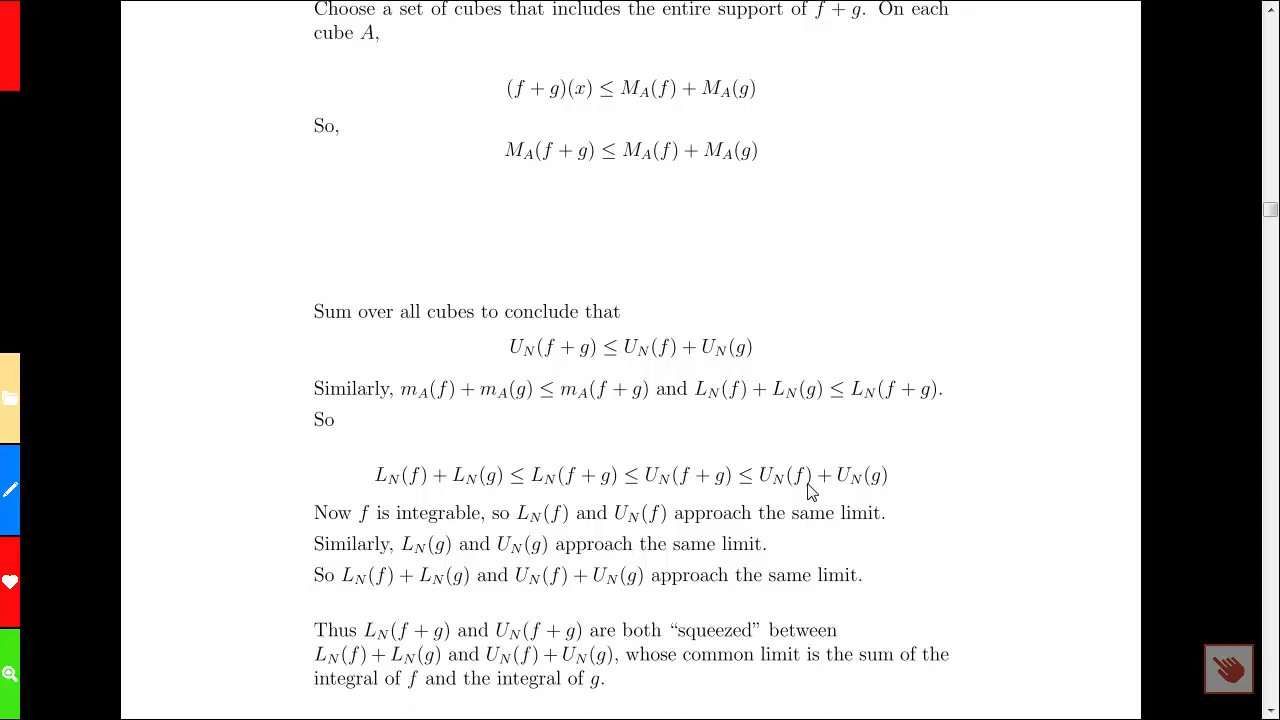 Choose a set of cubes that includes the entire support of f + g. On each
cube A,
(f + g)(x) ≤ M_A(f) + M_A(g)
So,
M_A(f + g) ≤ M_A(f) + M_A(g)
Sum over all cubes to conclude that
U_N(f + g) ≤ U_N(f) + U_N(g)
Similarly, m_A(f) + m_A(g) ≤ m_A(f + g) and L_N(f) + L_N(g) ≤ L_N(f + g).
So
L_N(f) + L_N(g) ≤ L_N(f + g) ≤ U_N(f + g) ≤ U_N(f) + U_N(g)
Now f is integrable, so L_N(f) and U_N(f) approach the same limit.
Similarly, L_N(g) and U_N(g) approach the same limit.
So L_N(f) + L_N(g) and U_N(f) + U_N(g) approach the same limit.
Thus L_N(f + g) and U_N(f + g) are both “squeezed” between
L_N(f) + L_N(g) and U_N(f) + U_N(g), whose common limit is the sum of the
integral of f and the integral of g.